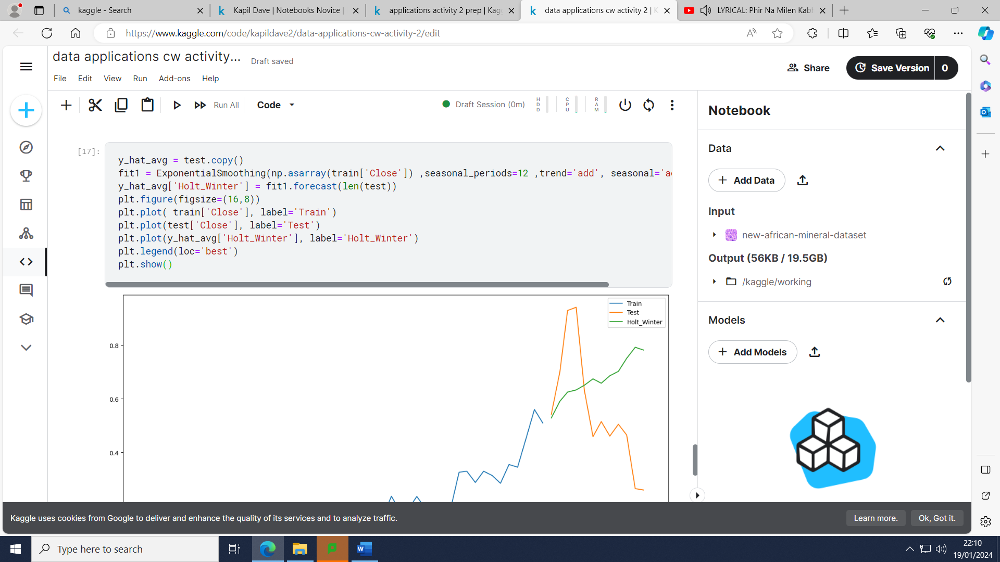 kaggle - Search
Kapil Dave | Notebooks Novice |
applications activity 2 prep | Kagg
data applications cw activity 2 | K
LYRICAL: Phir Na Milen Kabh
https://www.kaggle.com/code/kapildave2/data-applications-cw-activity-2/edit
data applications cw activity...
Draft saved
Share
Save Version
0
File Edit View Run Add-ons Help
Run All
Code
Draft Session (0m)
HDD
CPU
RAM
Notebook
[17]:
y_hat_avg = test.copy()
fit1 = ExponentialSmoothing(np.asarray(train['Close']) ,seasonal_periods=12 ,trend='add', seasonal='ad
y_hat_avg['Holt_Winter'] = fit1.forecast(len(test))
plt.figure(figsize=(16,8))
plt.plot( train['Close'], label='Train')
plt.plot(test['Close'], label='Test')
plt.plot(y_hat_avg['Holt_Winter'], label='Holt_Winter')
plt.legend(loc='best')
plt.show()
Train
Test
Holt_Winter
0.8
0.6
0.4
Data
Add Data
Input
new-african-mineral-dataset
Output (56KB / 19.5GB)
/kaggle/working
Models
Add Models
Kaggle uses cookies from Google to deliver and enhance the quality of its services and to analyze traffic.
Learn more.
Ok, Got it.
Type here to search
22:10
19/01/2024